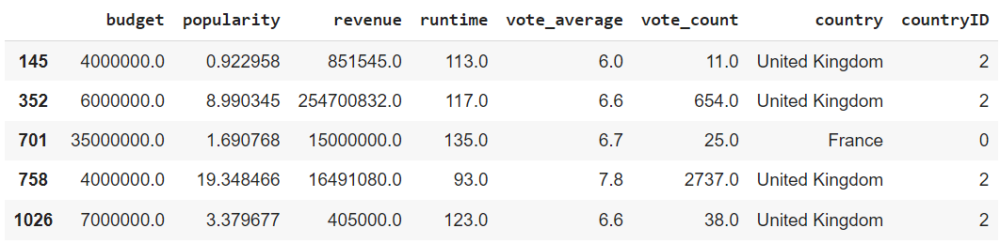 budget popularity revenue runtime vote_average vote_count country countryID
145 4000000.0 0.922958 851545.0 113.0 6.0 11.0 United Kingdom 2
352 6000000.0 8.990345 254700832.0 117.0 6.6 654.0 United Kingdom 2
701 35000000.0 1.690768 15000000.0 135.0 6.7 25.0 France 0
758 4000000.0 19.348466 16491080.0 93.0 7.8 2737.0 United Kingdom 2
1026 7000000.0 3.379677 405000.0 123.0 6.6 38.0 United Kingdom 2